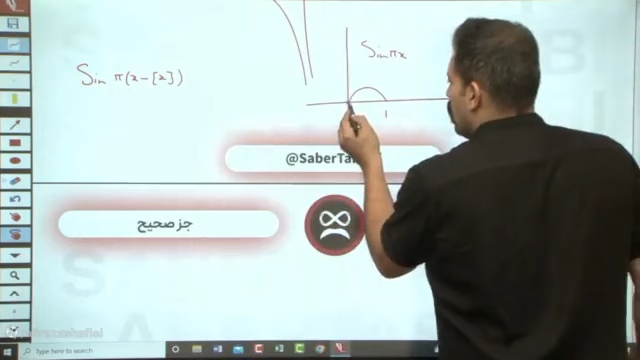 Sin πx
Sin π(x-[x])
1
@SaberTa
جز صحیح
Type here to search